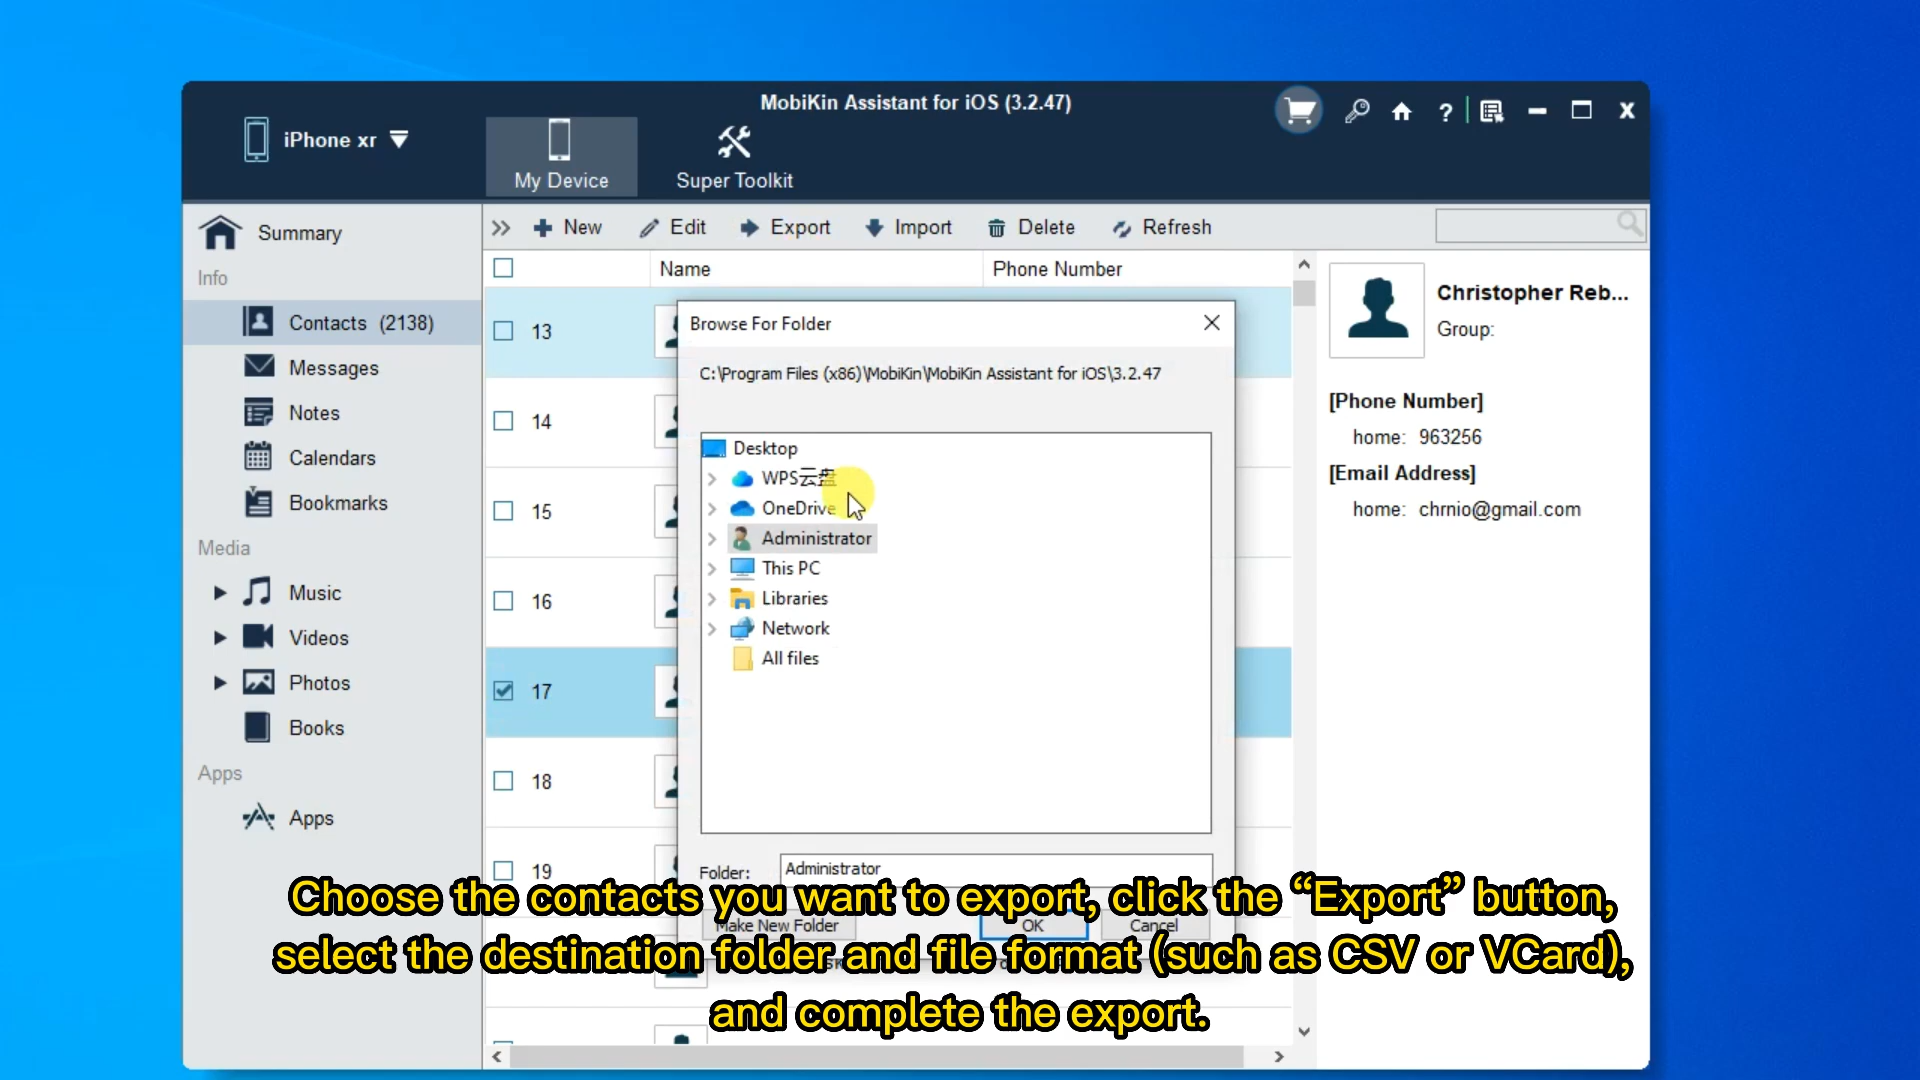 MobiKin Assistant for iOS (3.2.47)
iPhone xr
My Device
Super Toolkit
?
Summary
Info
Contacts (2138)
Messages
Notes
Calendars
Bookmarks
Media
Music
Videos
Photos
Books
Apps
Apps
New
Edit
Export
Import
Delete
Refresh
Name
Phone Number
13
14
15
16
17
18
19
Browse For Folder
C:\Program Files (x86)\MobiKin\MobiKin Assistant for iOS\3.2.47
Desktop
WPS云盘
OneDrive
Administrator
This PC
Libraries
Network
All files
Folder: Administrator
Make New Folder
OK
Cancel
Christopher Reb...
Group:
[Phone Number]
home: 963256
[Email Address]
home: chrnio@gmail.com
Choose the contacts you want to export, click the “Export” button,
select the destination folder and file format (such as CSV or VCard),
and complete the export.